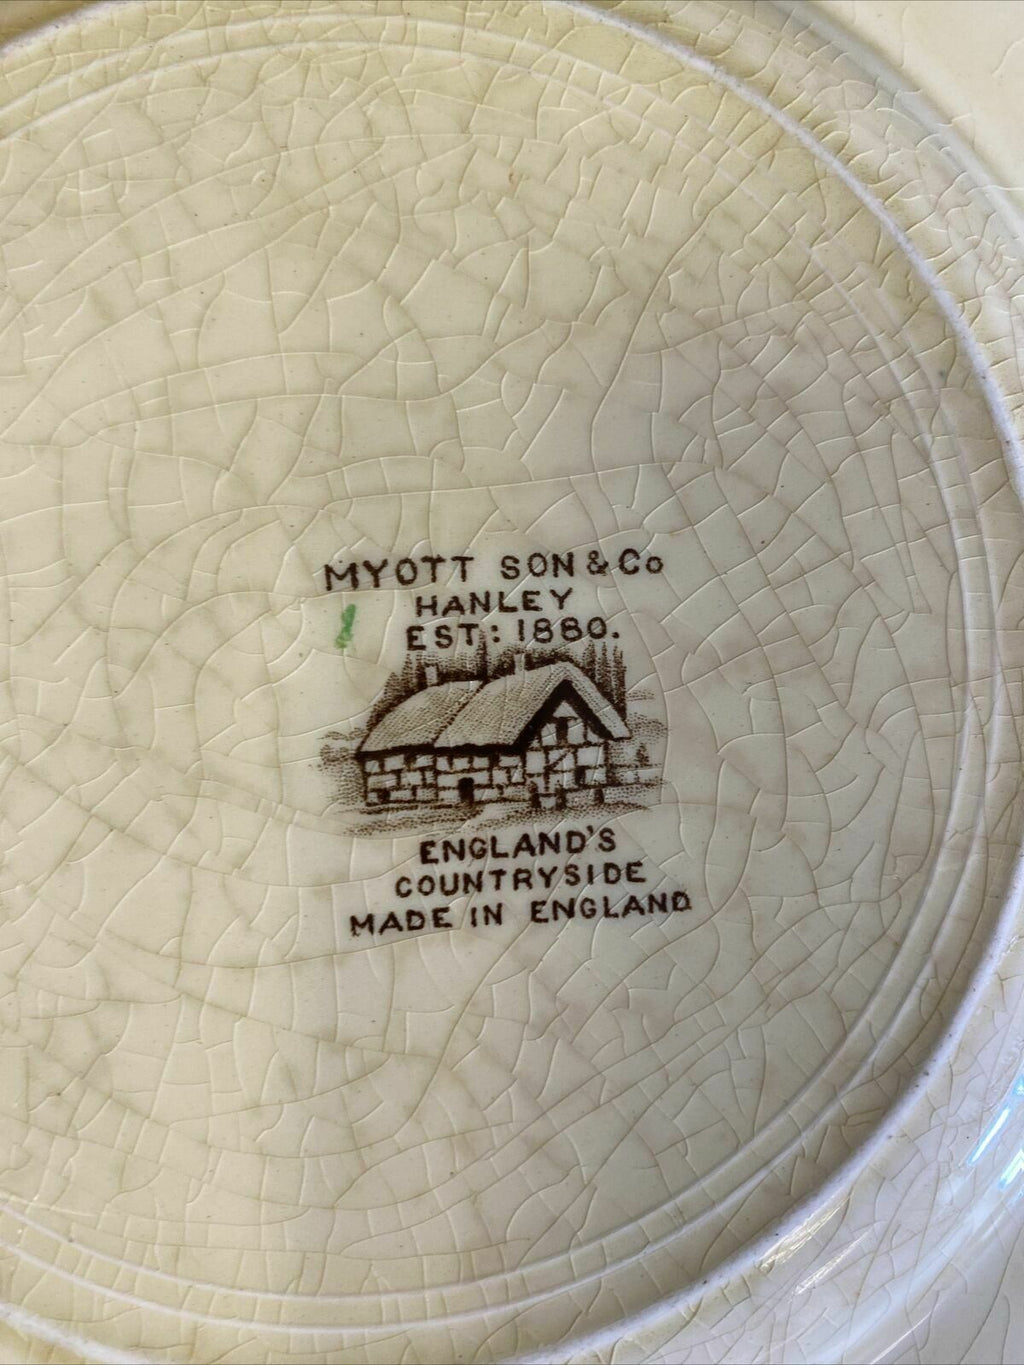 MYOTT SON & Co
HANLEY
EST: 1880.
ENGLAND'S
COUNTRYSIDE
MADE IN ENGLAND